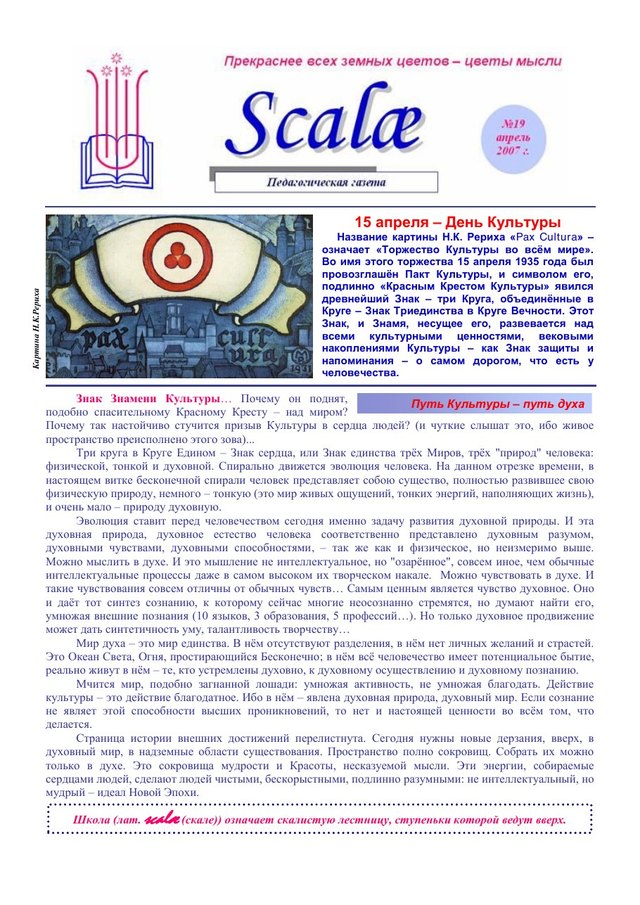 Прекраснее всех земных цветов – цветы мысли
Scalæ
№19
апрель
2007 г.
Педагогическая газета
Картина Н.К.Рериха
pax
cult
ura
15 апреля – День Культуры
Название картины Н.К. Рериха «Pax Cultura» –
означает «Торжество Культуры во всём мире».
Во имя этого торжества 15 апреля 1935 года был
провозглашён Пакт Культуры, и символом его,
подлинно «Красным Крестом Культуры» явился
древнейший Знак – три Круга, объединённые в
Круге – Знак Триединства в Круге Вечности. Этот
Знак, и Знамя, несущее его, развевается над
всеми культурными ценностями, вековыми
накоплениями Культуры – как Знак защиты и
напоминания – о самом дорогом, что есть у
человечества.
Путь Культуры – путь духа
Знак Знамени Культуры… Почему он поднят,
подобно спасительному Красному Кресту – над миром?
Почему так настойчиво стучится призыв Культуры в сердца людей? (и чуткие слышат это, ибо живое
пространство преисполнено этого зова)...
Три круга в Круге Едином – Знак сердца, или Знак единства трёх Миров, трёх "природ" человека:
физической, тонкой и духовной. Спирально движется эволюция человека. На данном отрезке времени, в
настоящем витке бесконечной спирали человек представляет собою существо, полностью развившее свою
физическую природу, немного – тонкую (это мир живых ощущений, тонких энергий, наполняющих жизнь),
и очень мало – природу духовную.
Эволюция ставит перед человечеством сегодня именно задачу развития духовной природы. И эта
духовная природа, духовное естество человека соответственно представлено духовным разумом,
духовными чувствами, духовными способностями, – так же как и физическое, но неизмеримо выше.
Можно мыслить в духе. И это мышление не интеллектуальное, но "озарённое", совсем иное, чем обычные
интеллектуальные процессы даже в самом высоком их творческом накале. Можно чувствовать в духе. И
такие чувствования совсем отличны от обычных чувств… Самым ценным является чувство духовное. Оно
и даёт тот синтез сознанию, к которому сейчас многие неосознанно стремятся, но думают найти его,
умножая внешние познания (10 языков, 3 образования, 5 профессий…). Но только духовное продвижение
может дать синтетичность уму, талантливость творчеству…
Мир духа – это мир единства. В нём отсутствуют разделения, в нём нет личных желаний и страстей.
Это Океан Света, Огня, простирающийся Бесконечно; в нём всё человечество имеет потенциальное бытие,
реально живут в нём – те, кто устремлены духовно, к духовному осуществлению и духовному познанию.
Мчится мир, подобно загнанной лошади: умножая активность, не умножая благодать. Действие
культуры – это действие благодатное. Ибо в нём – явлена духовная природа, духовный мир. Если сознание
не являет этой способности высших проникновений, то нет и настоящей ценности во всём том, что
делается.
Страница истории внешних достижений перелистнута. Сегодня нужны новые дерзания, вверх, в
духовный мир, в надземные области существования. Пространство полно сокровищ. Собрать их можно
только в духе. Это сокровища мудрости и Красоты, несказуемой мысли. Эти энергии, собираемые
сердцами людей, сделают людей чистыми, бескорыстными, подлинно разумными: не интеллектуальный, но
мудрый – идеал Новой Эпохи.
Школа (лат. scalæ (скале)) означает скалистую лестницу, ступеньки которой ведут вверх.